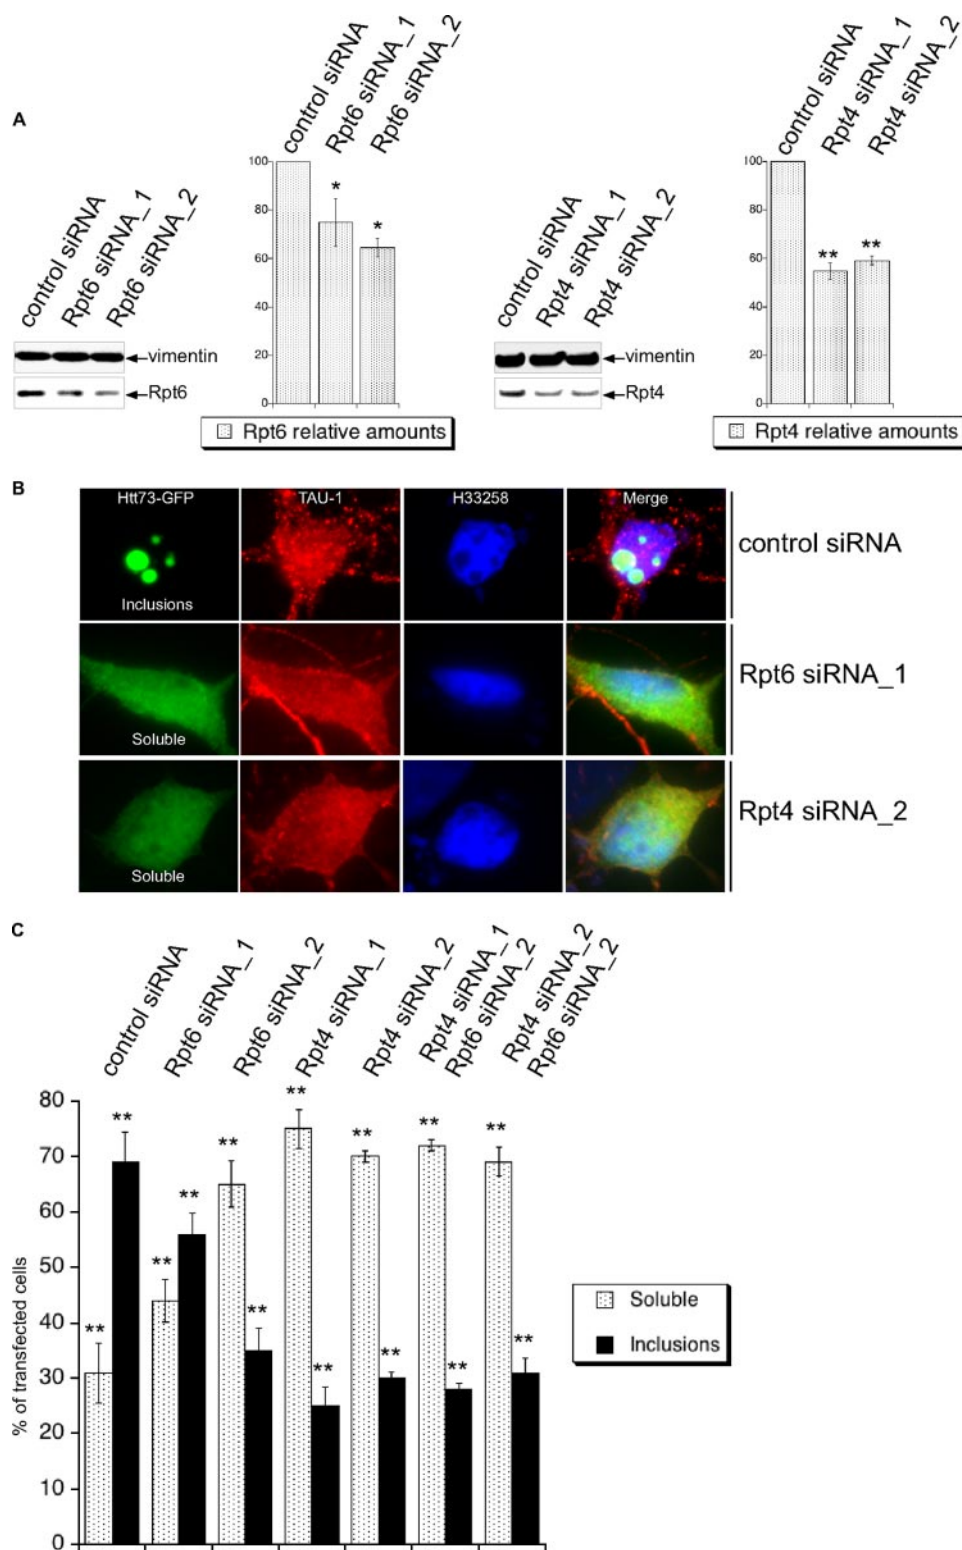 A
control siRNA
Rpt6 siRNA_1
Rpt6 siRNA_2
vimentin
Rpt6
control siRNA
Rpt6 siRNA_1
Rpt6 siRNA_2
100
80
60
40
20
0
*
*
Rpt6 relative amounts
control siRNA
Rpt4 siRNA_1
Rpt4 siRNA_2
vimentin
Rpt4
control siRNA
Rpt4 siRNA_1
Rpt4 siRNA_2
100
80
60
40
20
0
**
**
Rpt4 relative amounts
B
Htt73-GFP
TAU-1
H33258
Merge
Inclusions
control siRNA
Soluble
Rpt6 siRNA_1
Soluble
Rpt4 siRNA_2
C
control siRNA
Rpt6 siRNA_1
Rpt6 siRNA_2
Rpt4 siRNA_1
Rpt4 siRNA_2
Rpt4 siRNA_1
Rpt6 siRNA_2
Rpt4 siRNA_2
Rpt6 siRNA_2
% of transfected cells
80
70
60
50
40
30
20
10
0
** ** ** ** ** ** ** ** ** ** ** ** ** **
Soluble
Inclusions